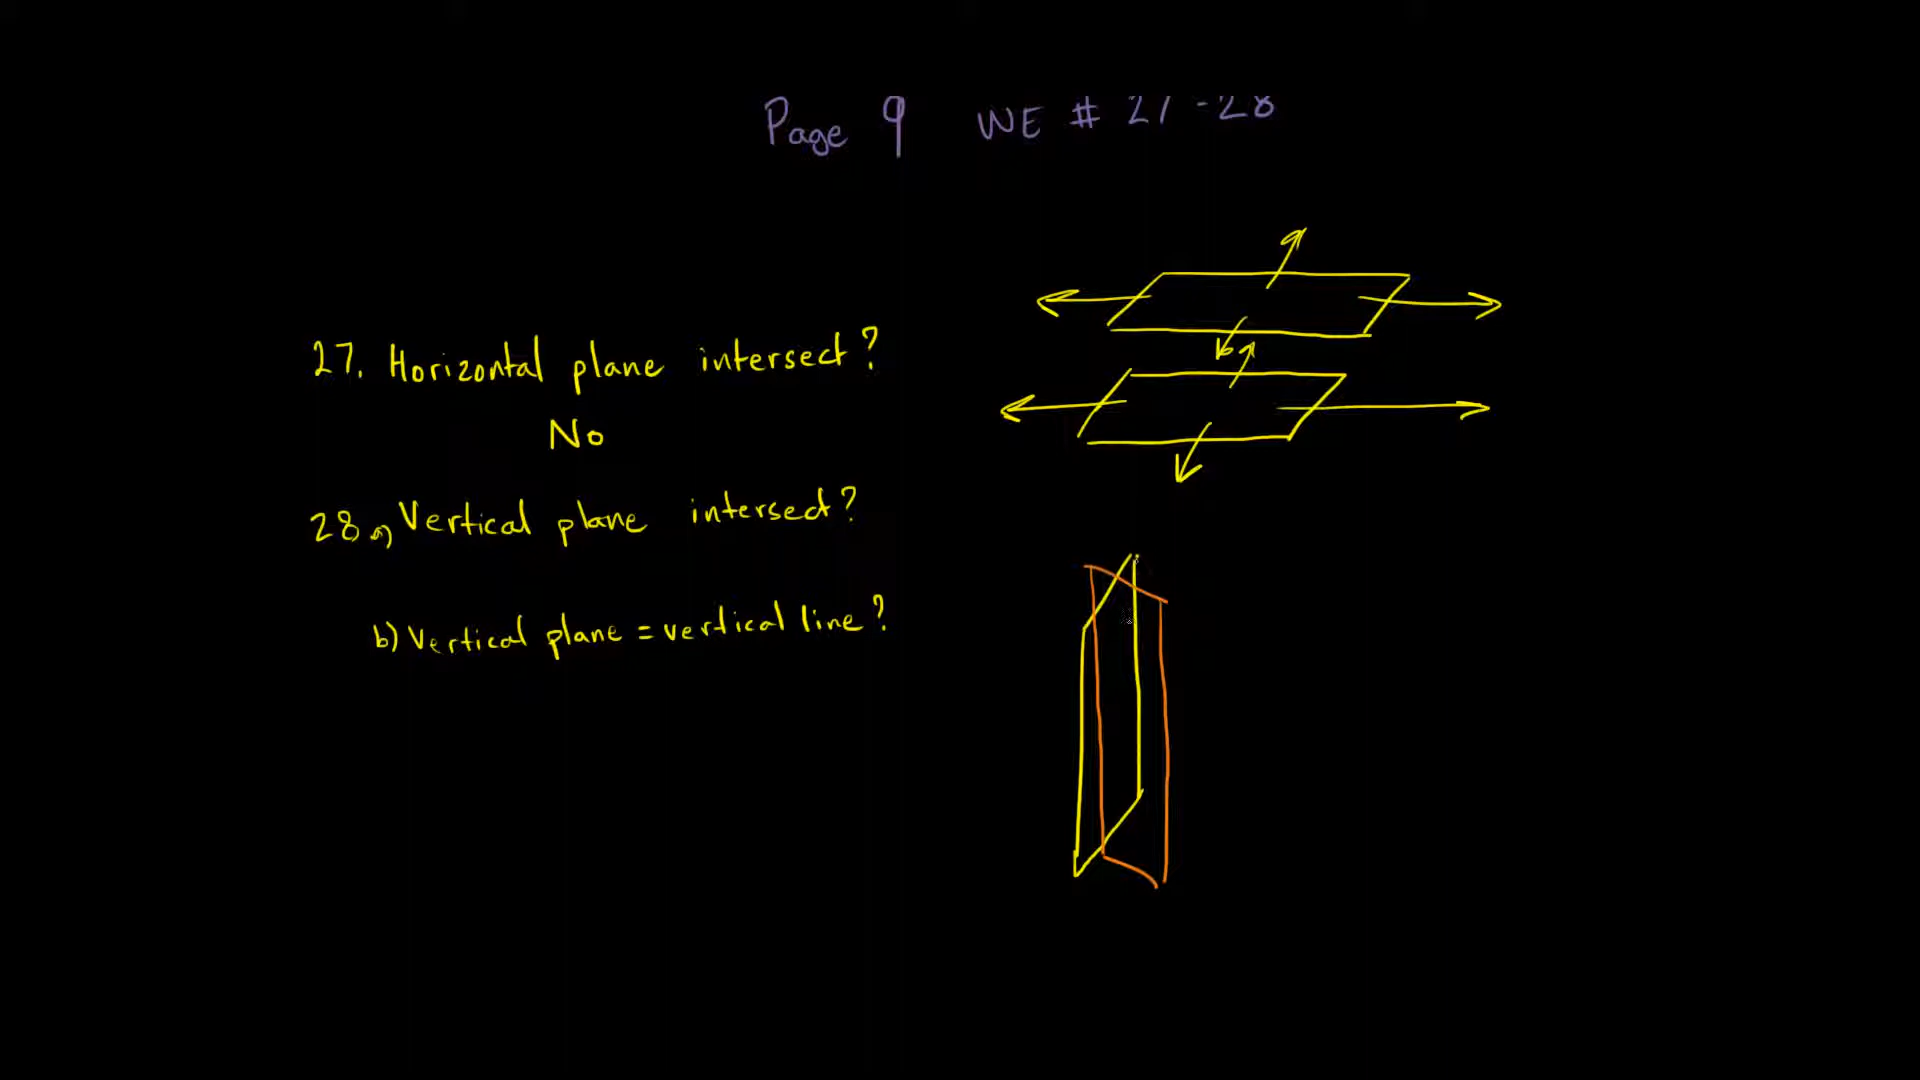 Page 9 WE # 27-28
27. Horizontal plane intersect?
No
28.a) Vertical plane intersect?
b) Vertical plane = vertical line?